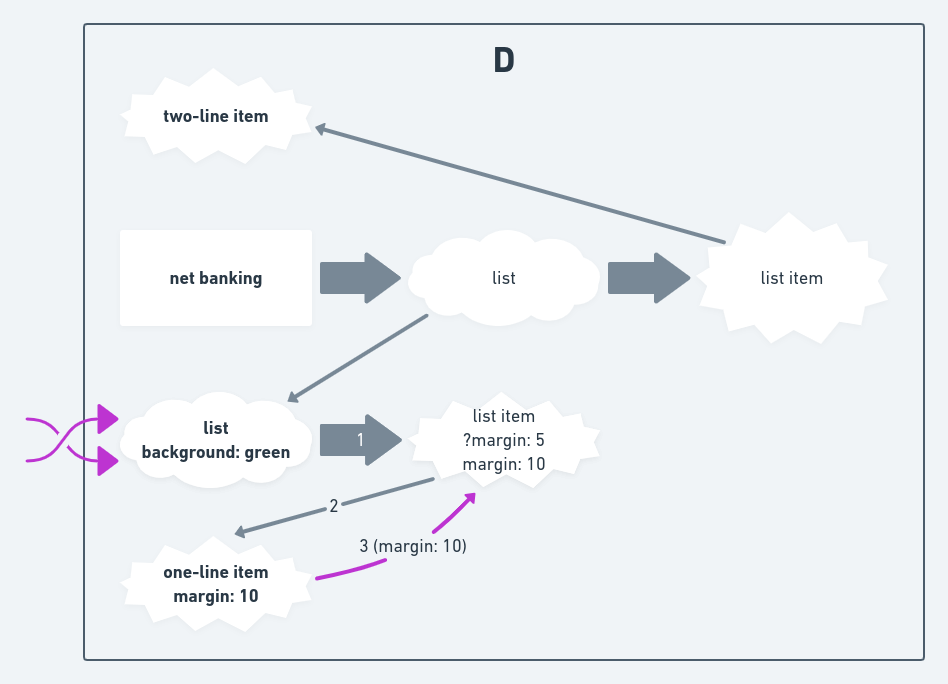 D
two-line item
net banking
list
list item
list
background: green
1
list item
?margin: 5
margin: 10
2
3 (margin: 10)
one-line item
margin: 10